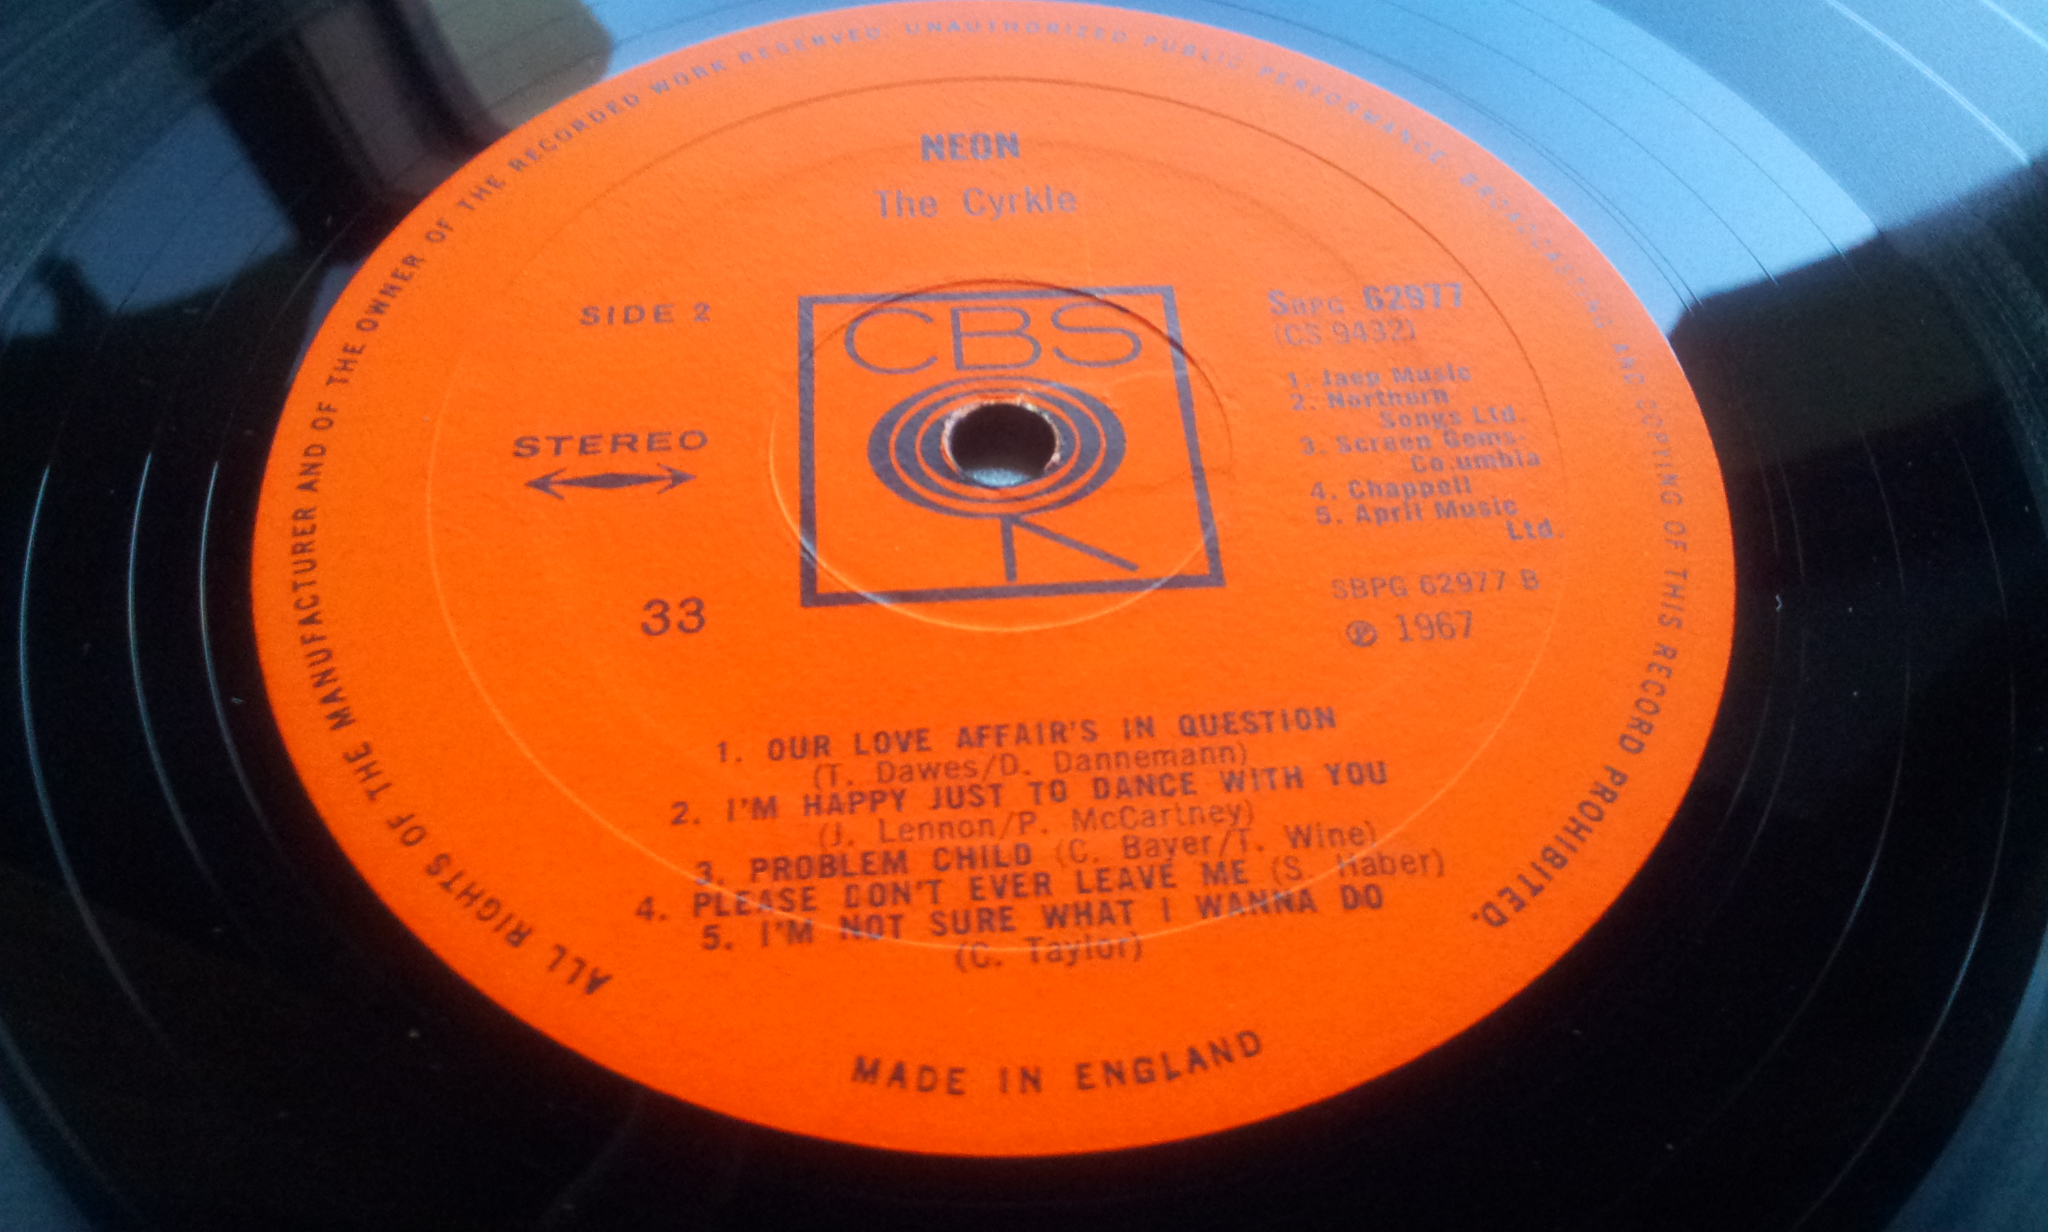 NEON
The Cyrkle
SIDE 2
CBS
STEREO
33
SBPG 62977
(CS 9432)
1. Jaep Music
2. Northern
Songs Ltd.
3. Screen Gems-
Columbia
4. Chappell
5. April Music
Ltd.
SBPG 62977 B
Ⓟ 1967
1. OUR LOVE AFFAIR'S IN QUESTION
(T. Dawes/D. Dannemann)
2. I'M HAPPY JUST TO DANCE WITH YOU
(J. Lennon/P. McCartney)
3. PROBLEM CHILD (C. Bayer/T. Wine)
4. PLEASE DON'T EVER LEAVE ME (S. Haber)
5. I'M NOT SURE WHAT I WANNA DO
(C. Taylor)
MADE IN ENGLAND
ALL RIGHTS OF THE MANUFACTURER AND OF THE OWNER OF THE RECORDED WORK RESERVED. UNAUTHORIZED PUBLIC PERFORMANCE, BROADCASTING AND COPYING OF THIS RECORD PROHIBITED.